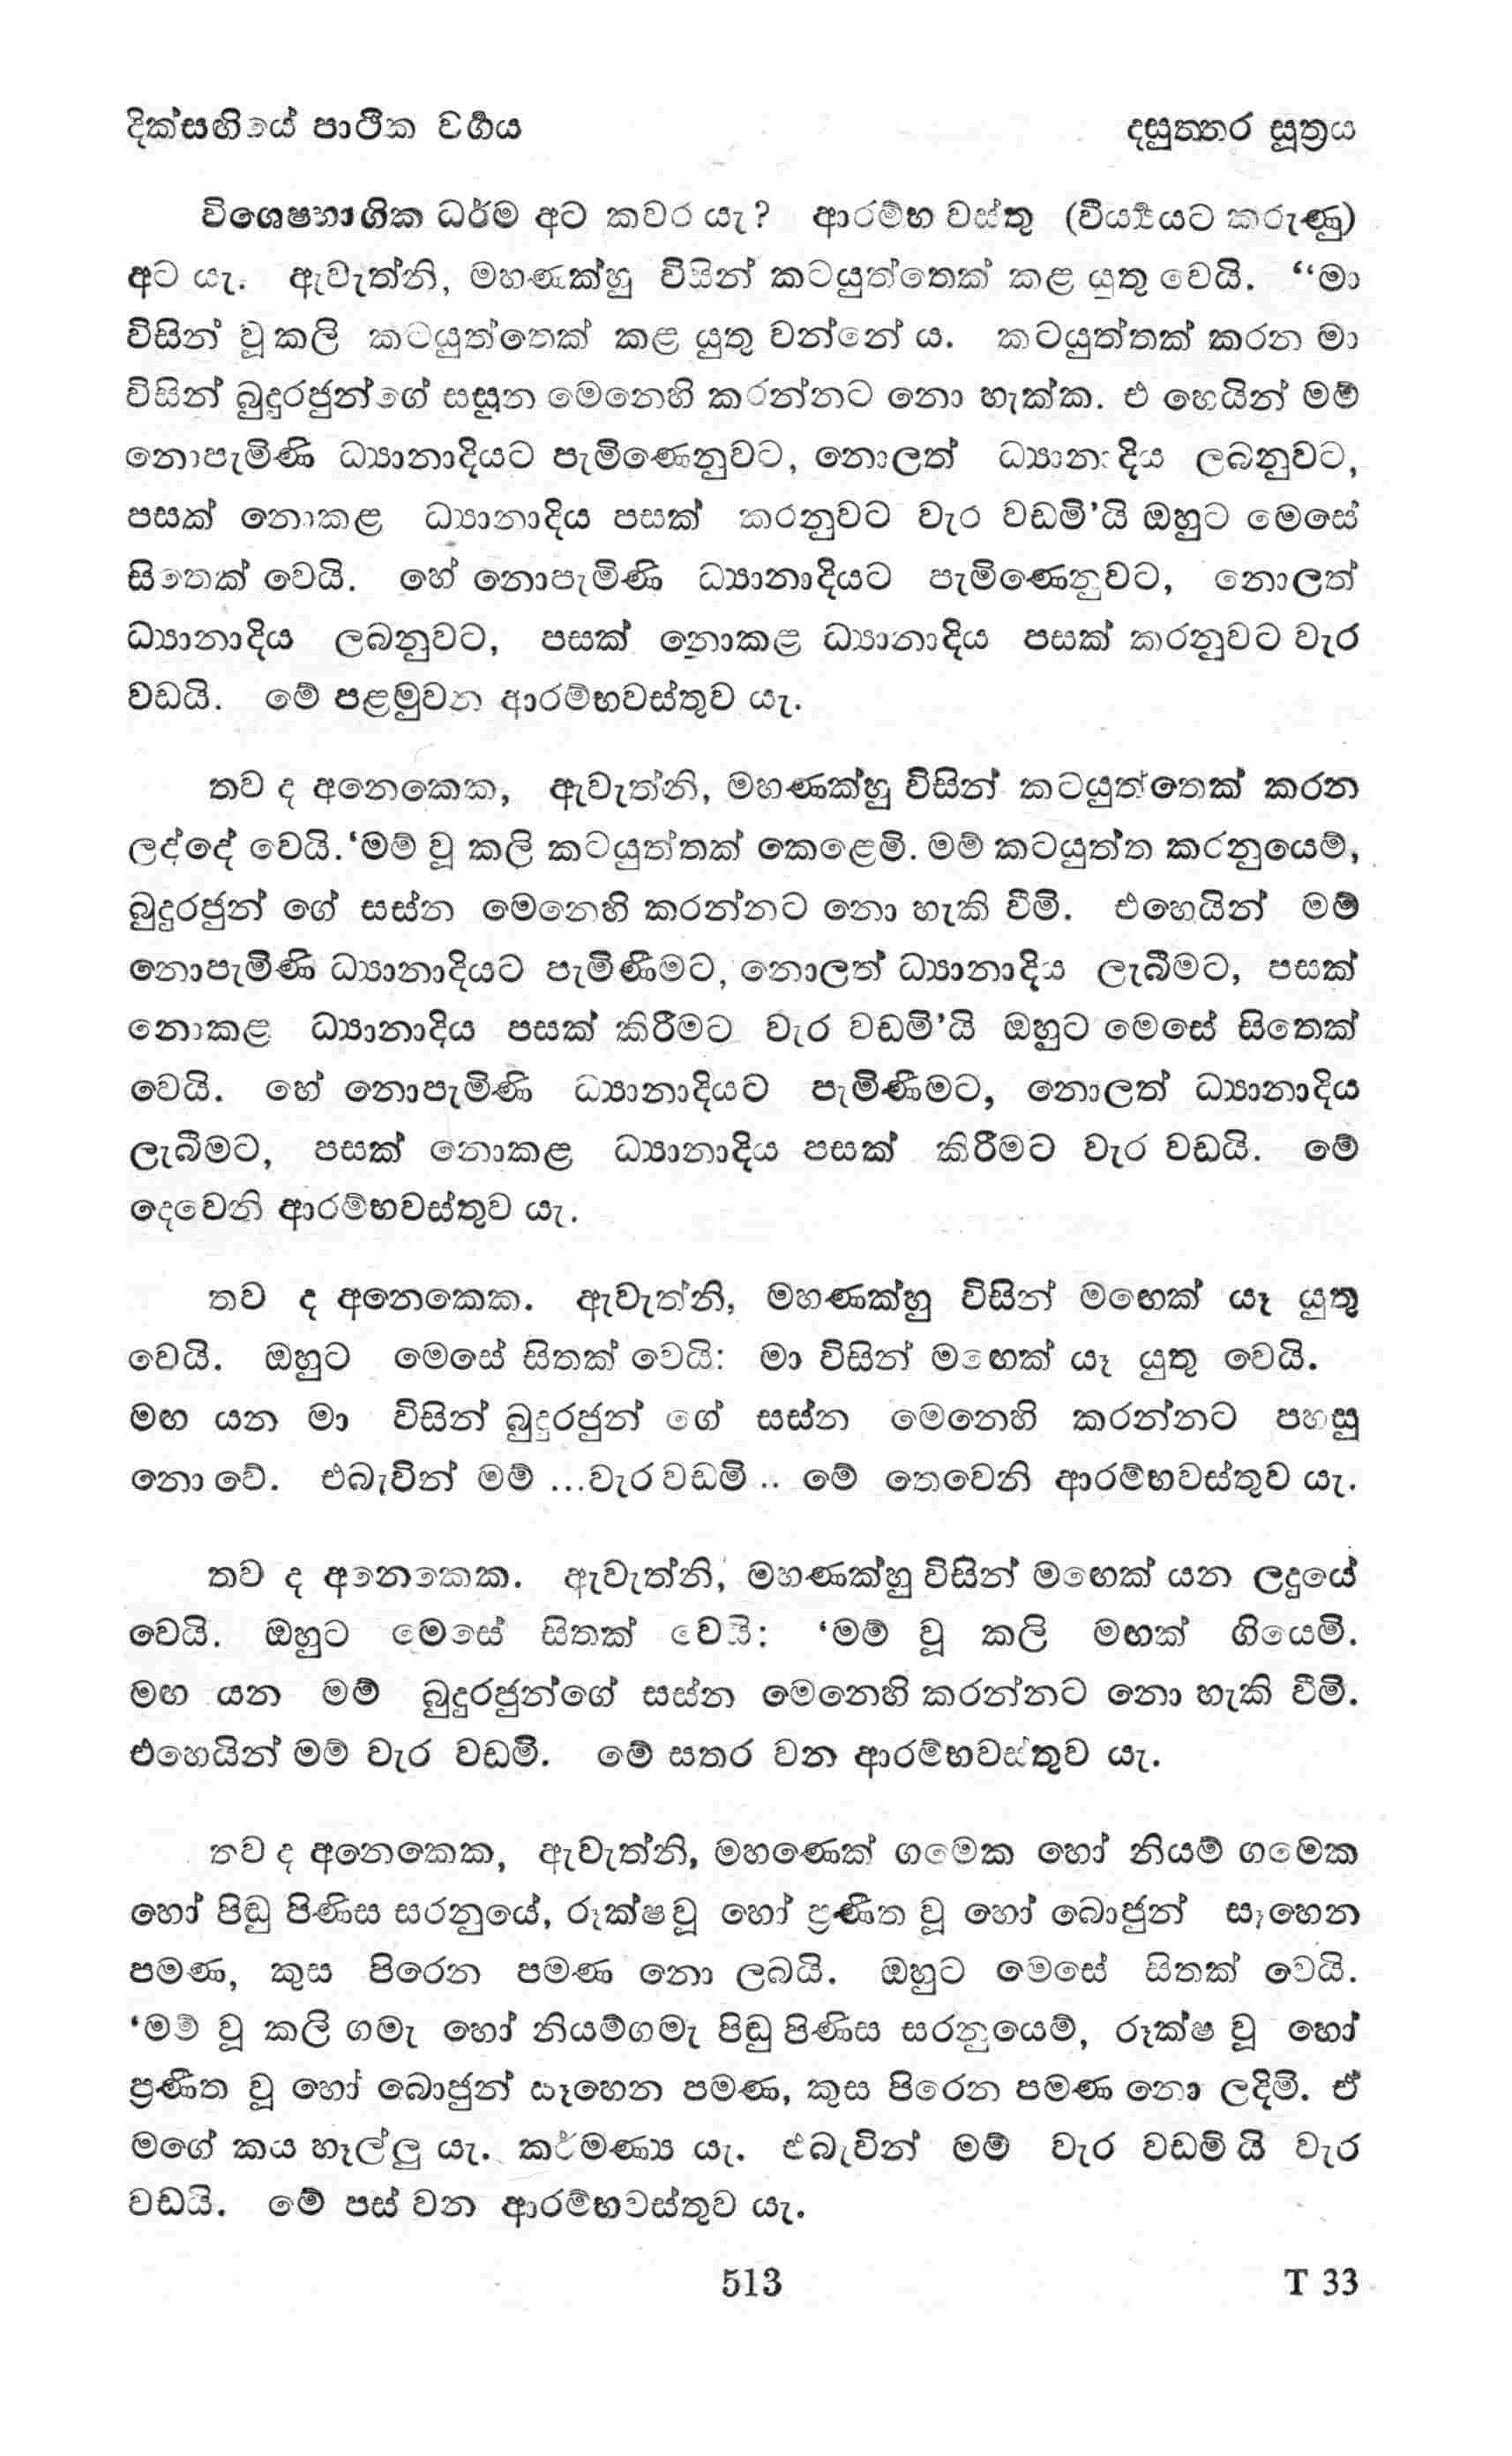 දික්සඟියේ පාථික වර්‍ගය
දසුත්තර සූත්‍රය
විශෙෂභාගික ධර්ම අට කවර යැ? ආරම්භ වස්තු (වීර්‍ය්‍යයට කරුණු)
අට යැ. ඇවැත්නි, මහණක්හු විසින් කටයුත්තෙක් කළ යුතු වෙයි. “මා
විසින් වූ කලි කටයුත්තෙක් කළ යුතු වන්නේ ය. කටයුත්තක් කරන මා
විසින් බුදුරජුන්ගේ සසුන මෙනෙහි කරන්නට නො හැක්ක. එ හෙයින් මම්
නොපැමිණි ධ්‍යානාදියට පැමිණෙනුවට, නොලත් ධ්‍යානාදිය ලබනුවට,
පසක් නොකළ ධ්‍යානාදිය පසක් කරනුවට වැර වඩමි’යි ඔහුට මෙසේ
සිතෙක් වෙයි. හේ නොපැමිණි ධ්‍යානාදියට පැමිණෙනුවට, නොලත්
ධ්‍යානාදිය ලබනුවට, පසක් නොකළ ධ්‍යානාදිය පසක් කරනුවට වැර
වඩයි. මේ පළමුවන ආරම්භවස්තුව යැ.
තව ද අනෙකෙක, ඇවැත්නි, මහණක්හු විසින් කටයුත්තෙක් කරන
ලද්දේ වෙයි.‘මම් වූ කලි කටයුත්තක් කෙළෙමි. මම් කටයුත්ත කරනුයෙම්,
බුදුරජුන් ගේ සස්න මෙනෙහි කරන්නට නො හැකි වීමි. එහෙයින් මම්
නොපැමිණි ධ්‍යානාදියට පැමිණීමට, නොලත් ධ්‍යානාදිය ලැබීමට, පසක්
නොකළ ධ්‍යානාදිය පසක් කිරීමට වැර වඩමි’යි ඔහුට මෙසේ සිතෙක්
වෙයි. හේ නොපැමිණි ධ්‍යානාදියට පැමිණීමට, නොලත් ධ්‍යානාදිය
ලැබීමට, පසක් නොකළ ධ්‍යානාදිය පසක් කිරීමට වැර වඩයි. මේ
දෙවෙනි ආරම්භවස්තුව යැ.
තව ද අනෙකෙක. ඇවැත්නි, මහණක්හු විසින් මඟෙක් යෑ යුතු
වෙයි. ඔහුට මෙසේ සිතක් වෙයි: මා විසින් මඟෙක් යෑ යුතු වෙයි.
මඟ යන මා විසින් බුදුරජුන් ගේ සස්න මෙනෙහි කරන්නට පහසු
නො වේ. එබැවින් මම් ...වැර වඩමි .. මේ තෙවෙනි ආරම්භවස්තුව යැ.
තව ද අනෙකෙක. ඇවැත්නි, මහණක්හු විසින් මඟෙක් යන ලදුයේ
වෙයි. ඔහුට මෙසේ සිතක් වෙයි: ‘මම් වූ කලි මඟක් ගියෙමි.
මඟ යන මම් බුදුරජුන්ගේ සස්න මෙනෙහි කරන්නට නො හැකි වීමි.
එහෙයින් මම් වැර වඩමි. මේ සතර වන ආරම්භවස්තුව යැ.
තව ද අනෙකෙක, ඇවැත්නි, මහණෙක් ගමෙක හෝ නියම් ගමෙක
හෝ පිඬු පිණිස සරනුයේ, රූක්ෂ වූ හෝ ප්‍රණීත වූ හෝ බොජුන් සෑහෙන
පමණ, කුස පිරෙන පමණ නො ලබයි. ඔහුට මෙසේ සිතක් වෙයි.
‘මම් වූ කලි ගමැ හෝ නියම්ගමැ පිඬු පිණිස සරනුයෙම්, රූක්ෂ වූ හෝ
ප්‍රණීත වූ හෝ බොජුන් සෑහෙන පමණ, කුස පිරෙන පමණ නො ලදිමි. ඒ
මගේ කය හෑල්ලු යැ. කර්මණ්‍ය යැ. එබැවින් මම් වැර වඩමි යි වැර
වඩයි. මේ පස් වන ආරම්භවස්තුව යැ.
513
T 33